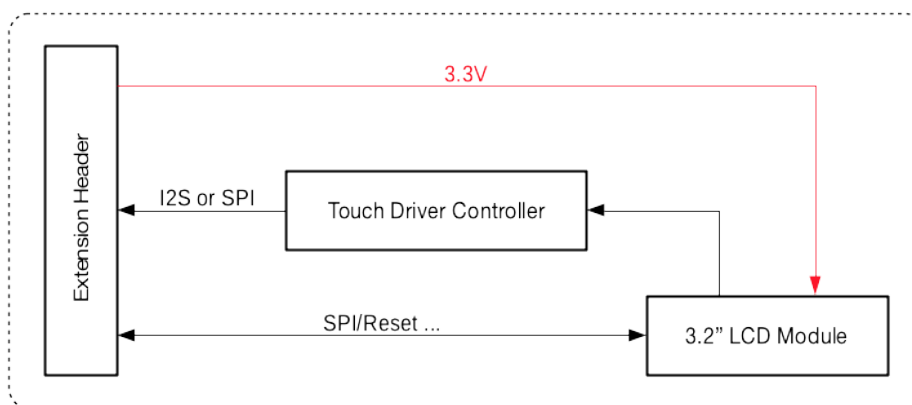 3.3V
Extension Header
I2S or SPI
Touch Driver Controller
SPI/Reset ...
3.2” LCD Module